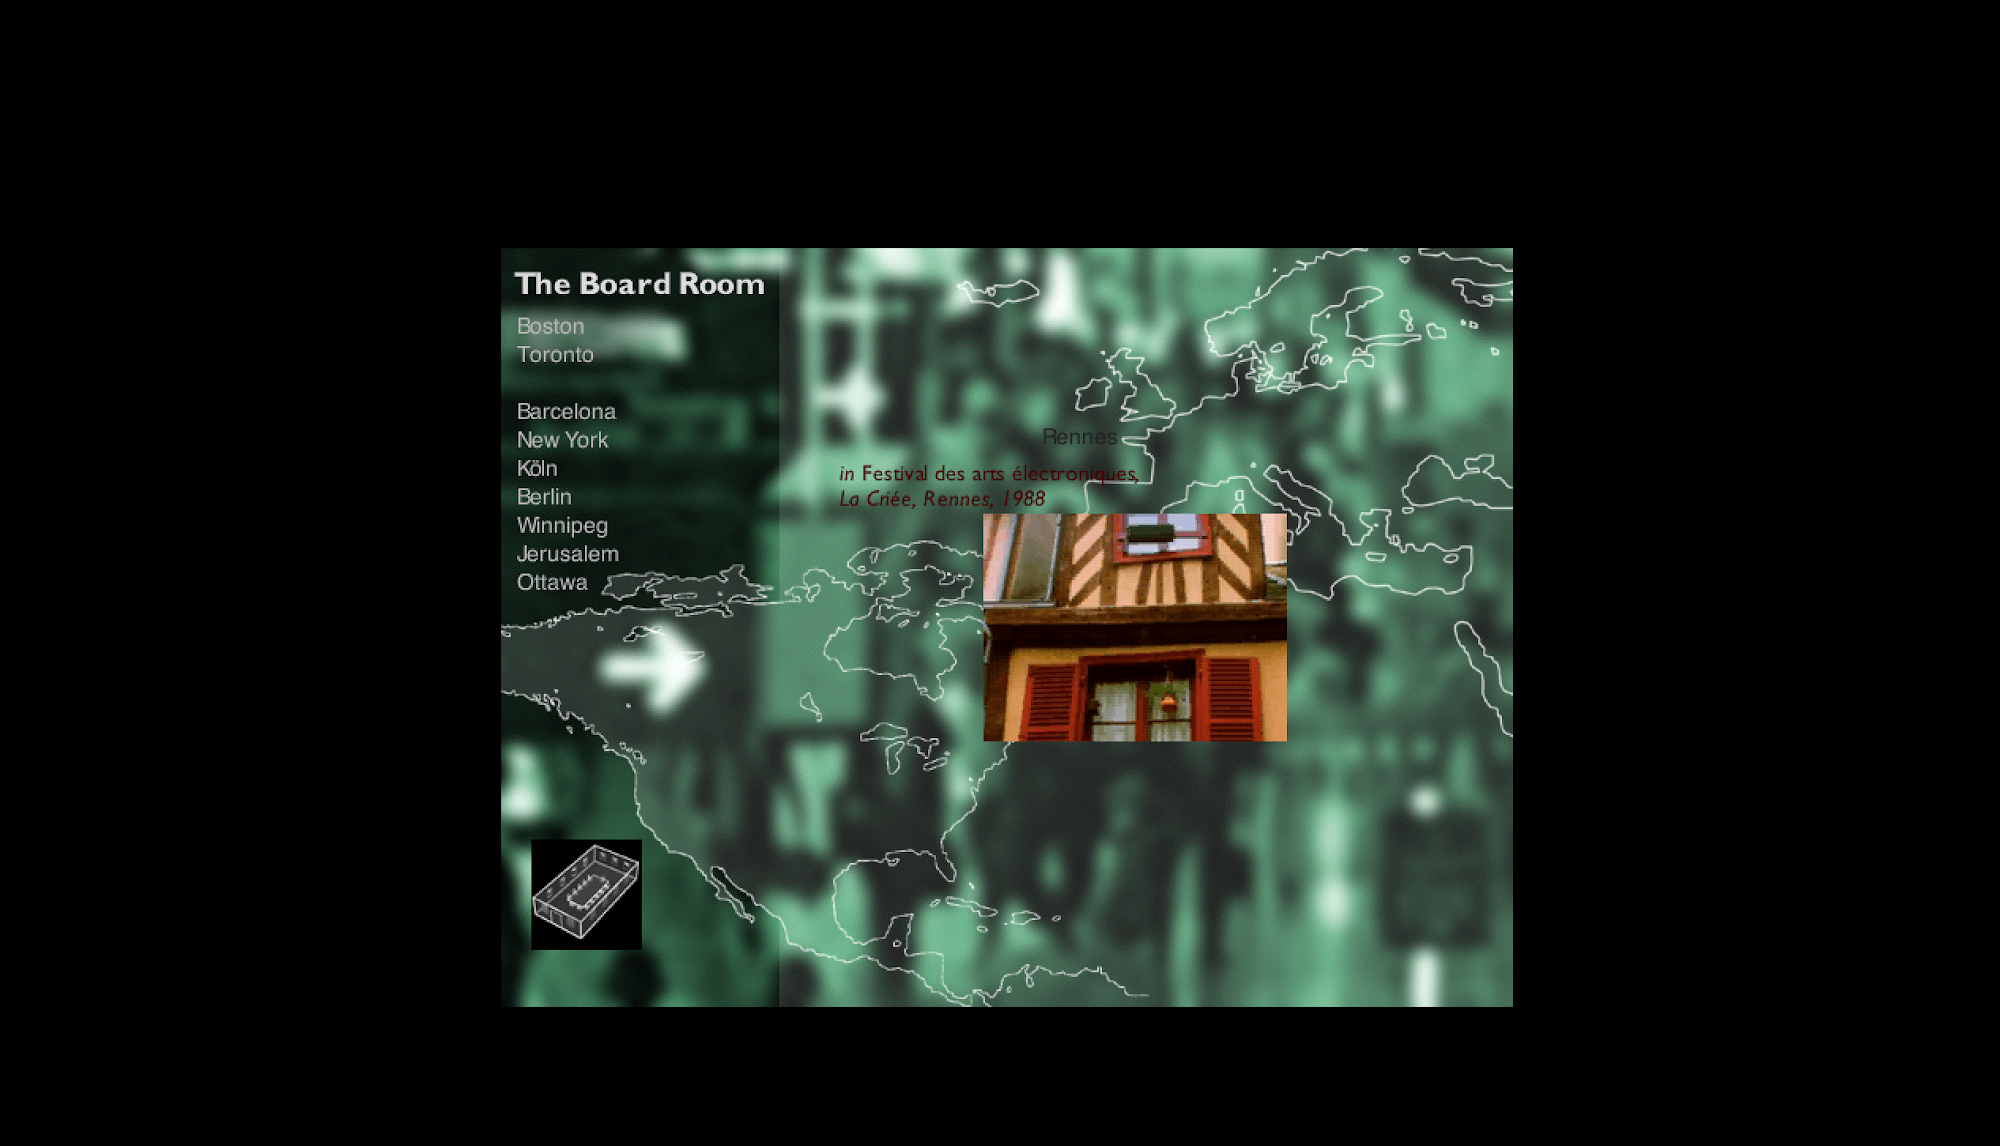 The Board Room
Boston
Toronto
Barcelona
New York
Köln
Berlin
Winnipeg
Jerusalem
Ottawa
Rennes
in Festival des arts électroniques,
La Criée, Rennes, 1988